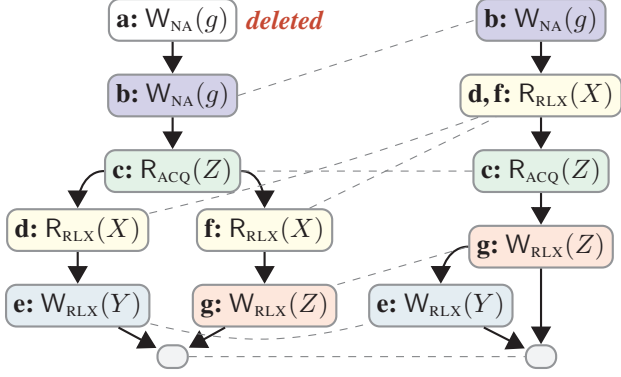 a: W_NA(g) deleted
b: W_NA(g)
b: W_NA(g)
d, f: R_RLX(X)
c: R_ACQ(Z)
c: R_ACQ(Z)
d: R_RLX(X)
f: R_RLX(X)
g: W_RLX(Z)
e: W_RLX(Y)
g: W_RLX(Z)
e: W_RLX(Y)